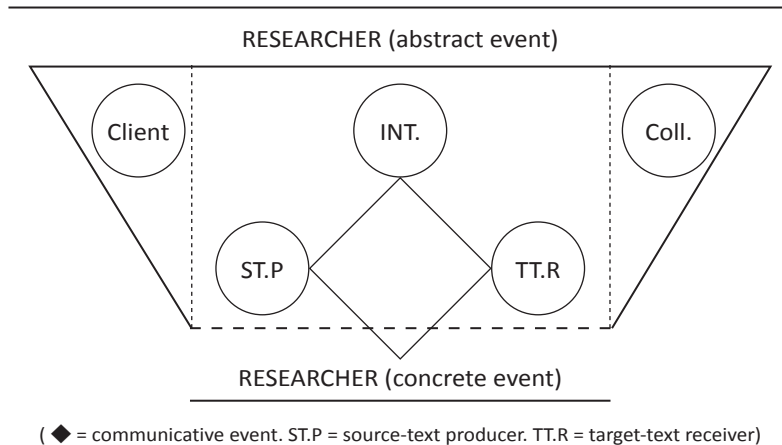 RESEARCHER (abstract event)
Client INT. Coll.
ST.P TT.R
RESEARCHER (concrete event)
( ◆ = communicative event. ST.P = source-text producer. TT.R = target-text receiver)